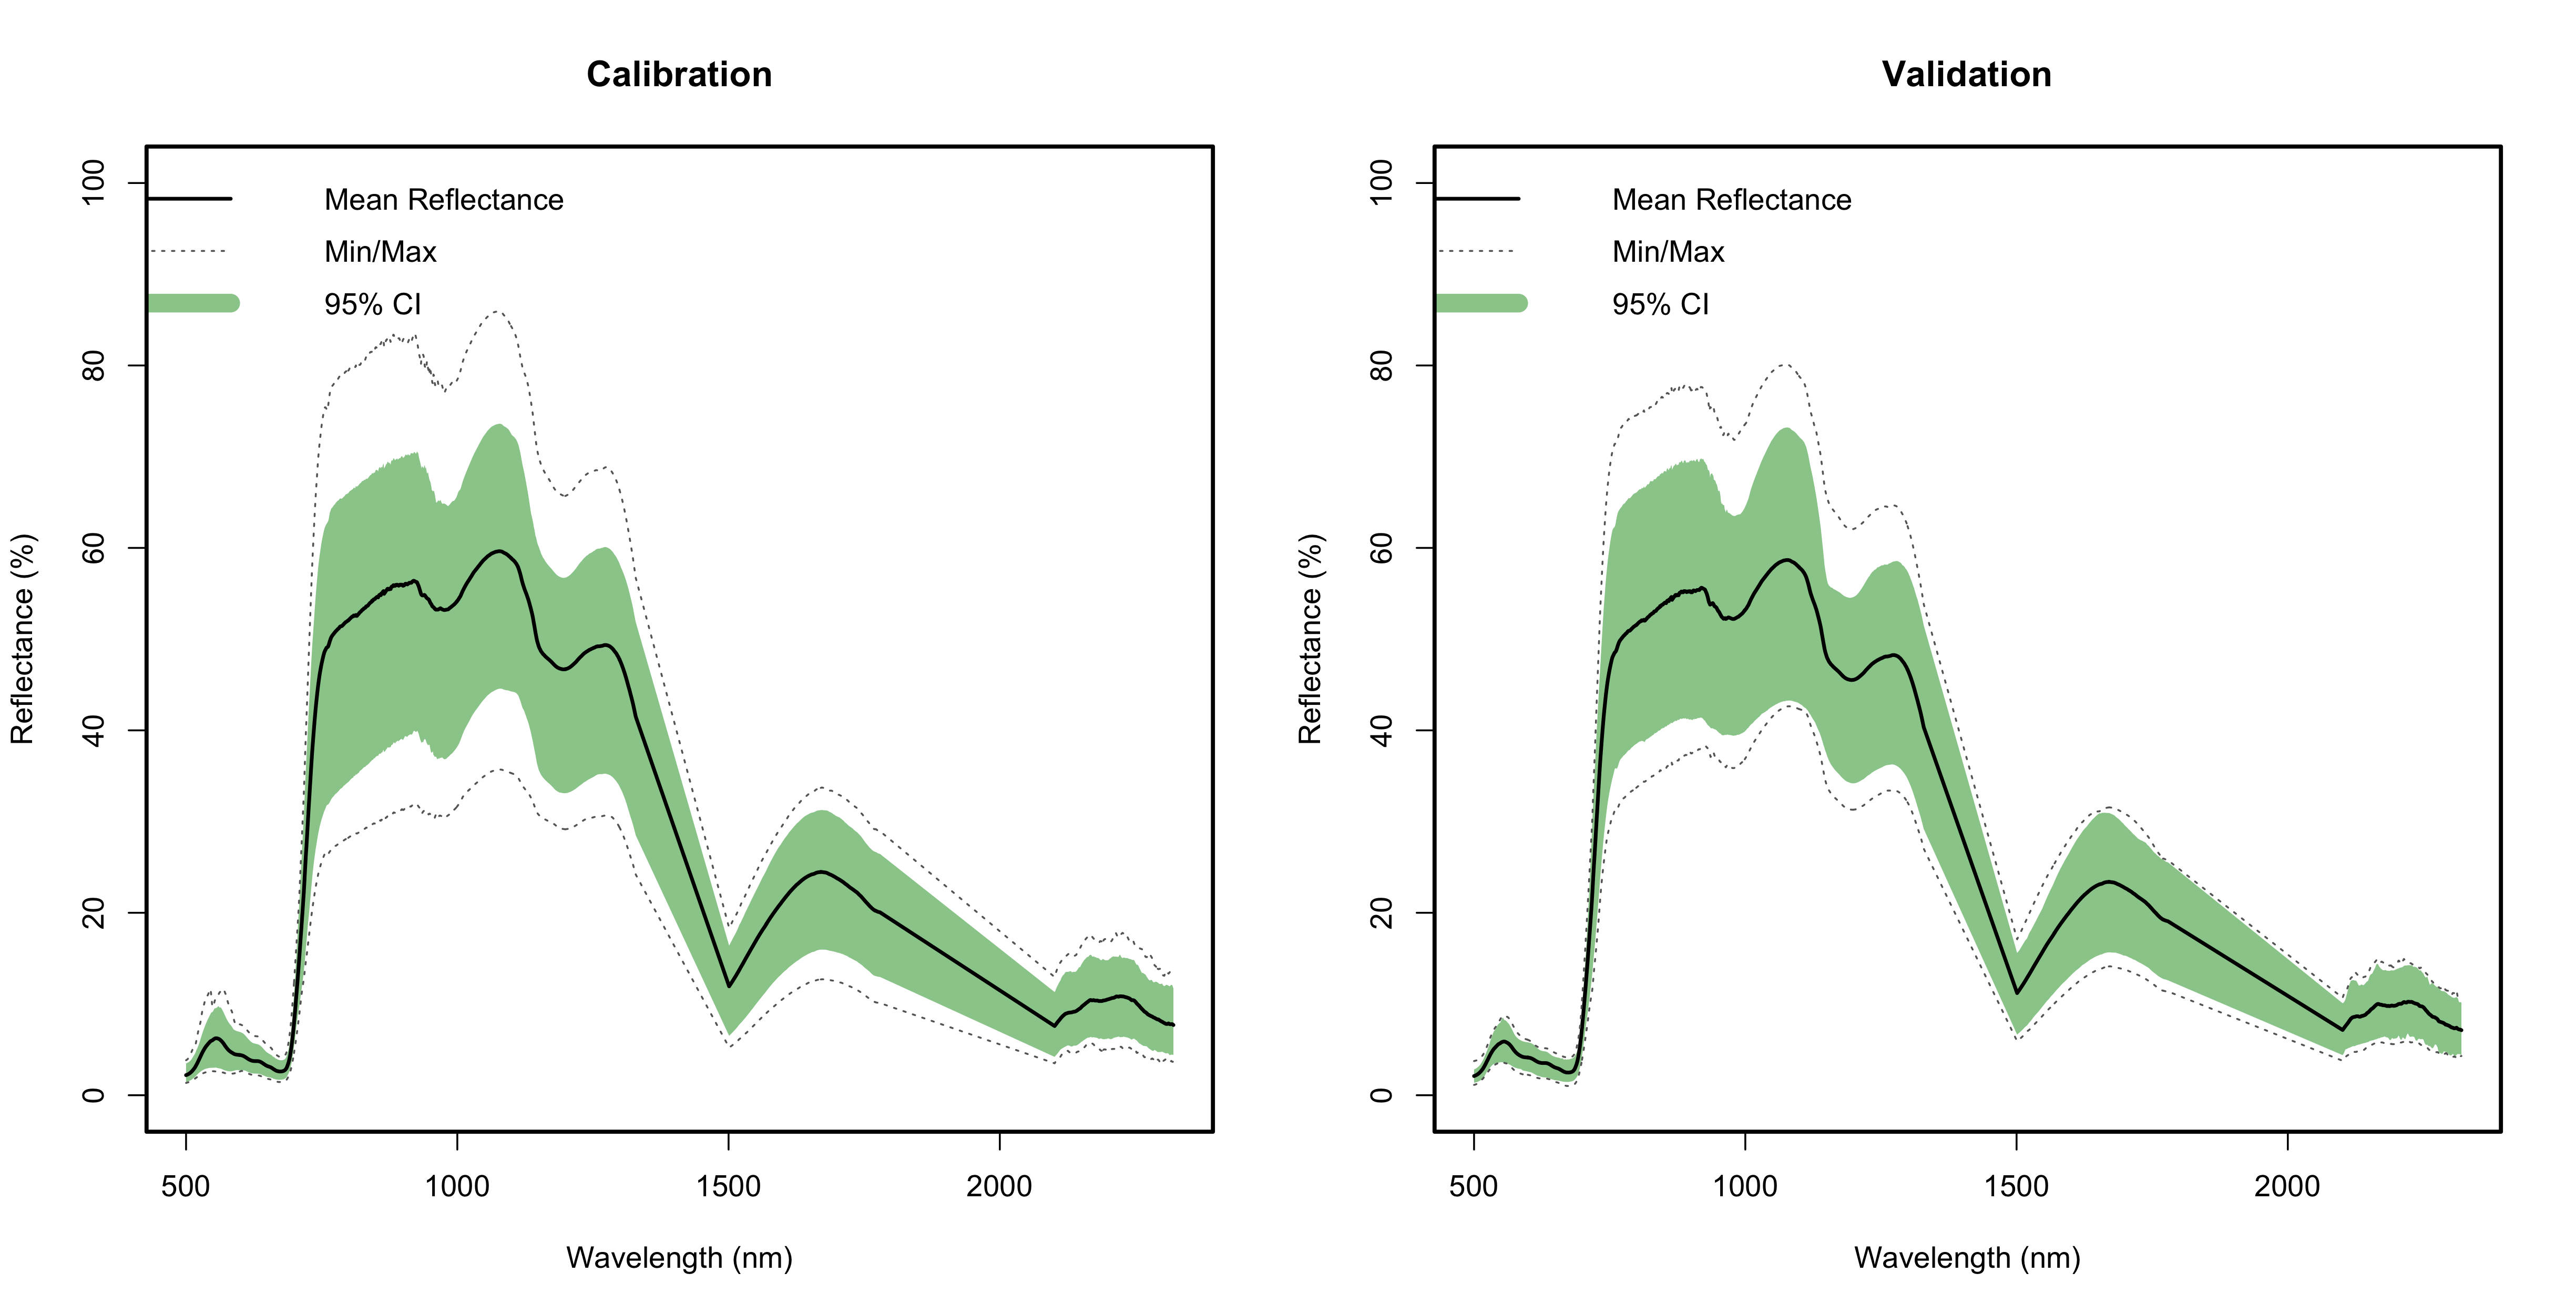 Calibration
Mean Reflectance
Min/Max
95% CI
100
80
60
40
20
0
Reflectance (%)
500 1000 1500 2000
Wavelength (nm)
Validation
Mean Reflectance
Min/Max
95% CI
100
80
60
40
20
0
Reflectance (%)
500 1000 1500 2000
Wavelength (nm)